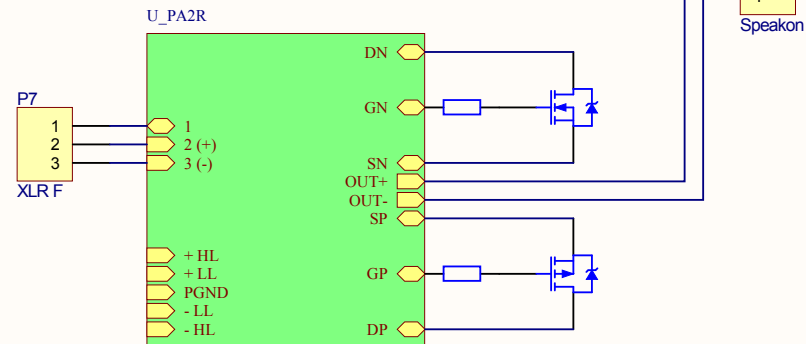 U_PA2R
Speakon
DN
P7
GN
1 1
2 2 (+)
3 3 (-)
SN
XLR F
OUT+
OUT-
SP
+ HL
+ LL
GP
PGND
- LL
- HL
DP